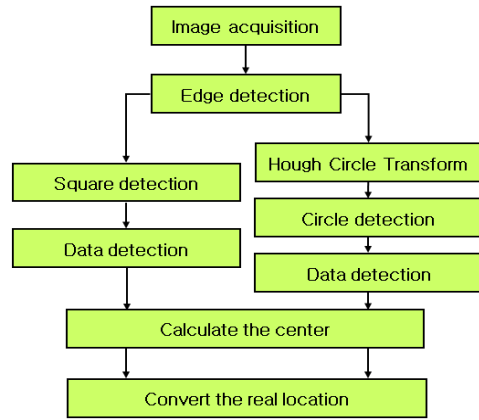 Image acquisition
Edge detection
Hough Circle Transform
Square detection
Circle detection
Data detection
Data detection
Calculate the center
Convert the real location